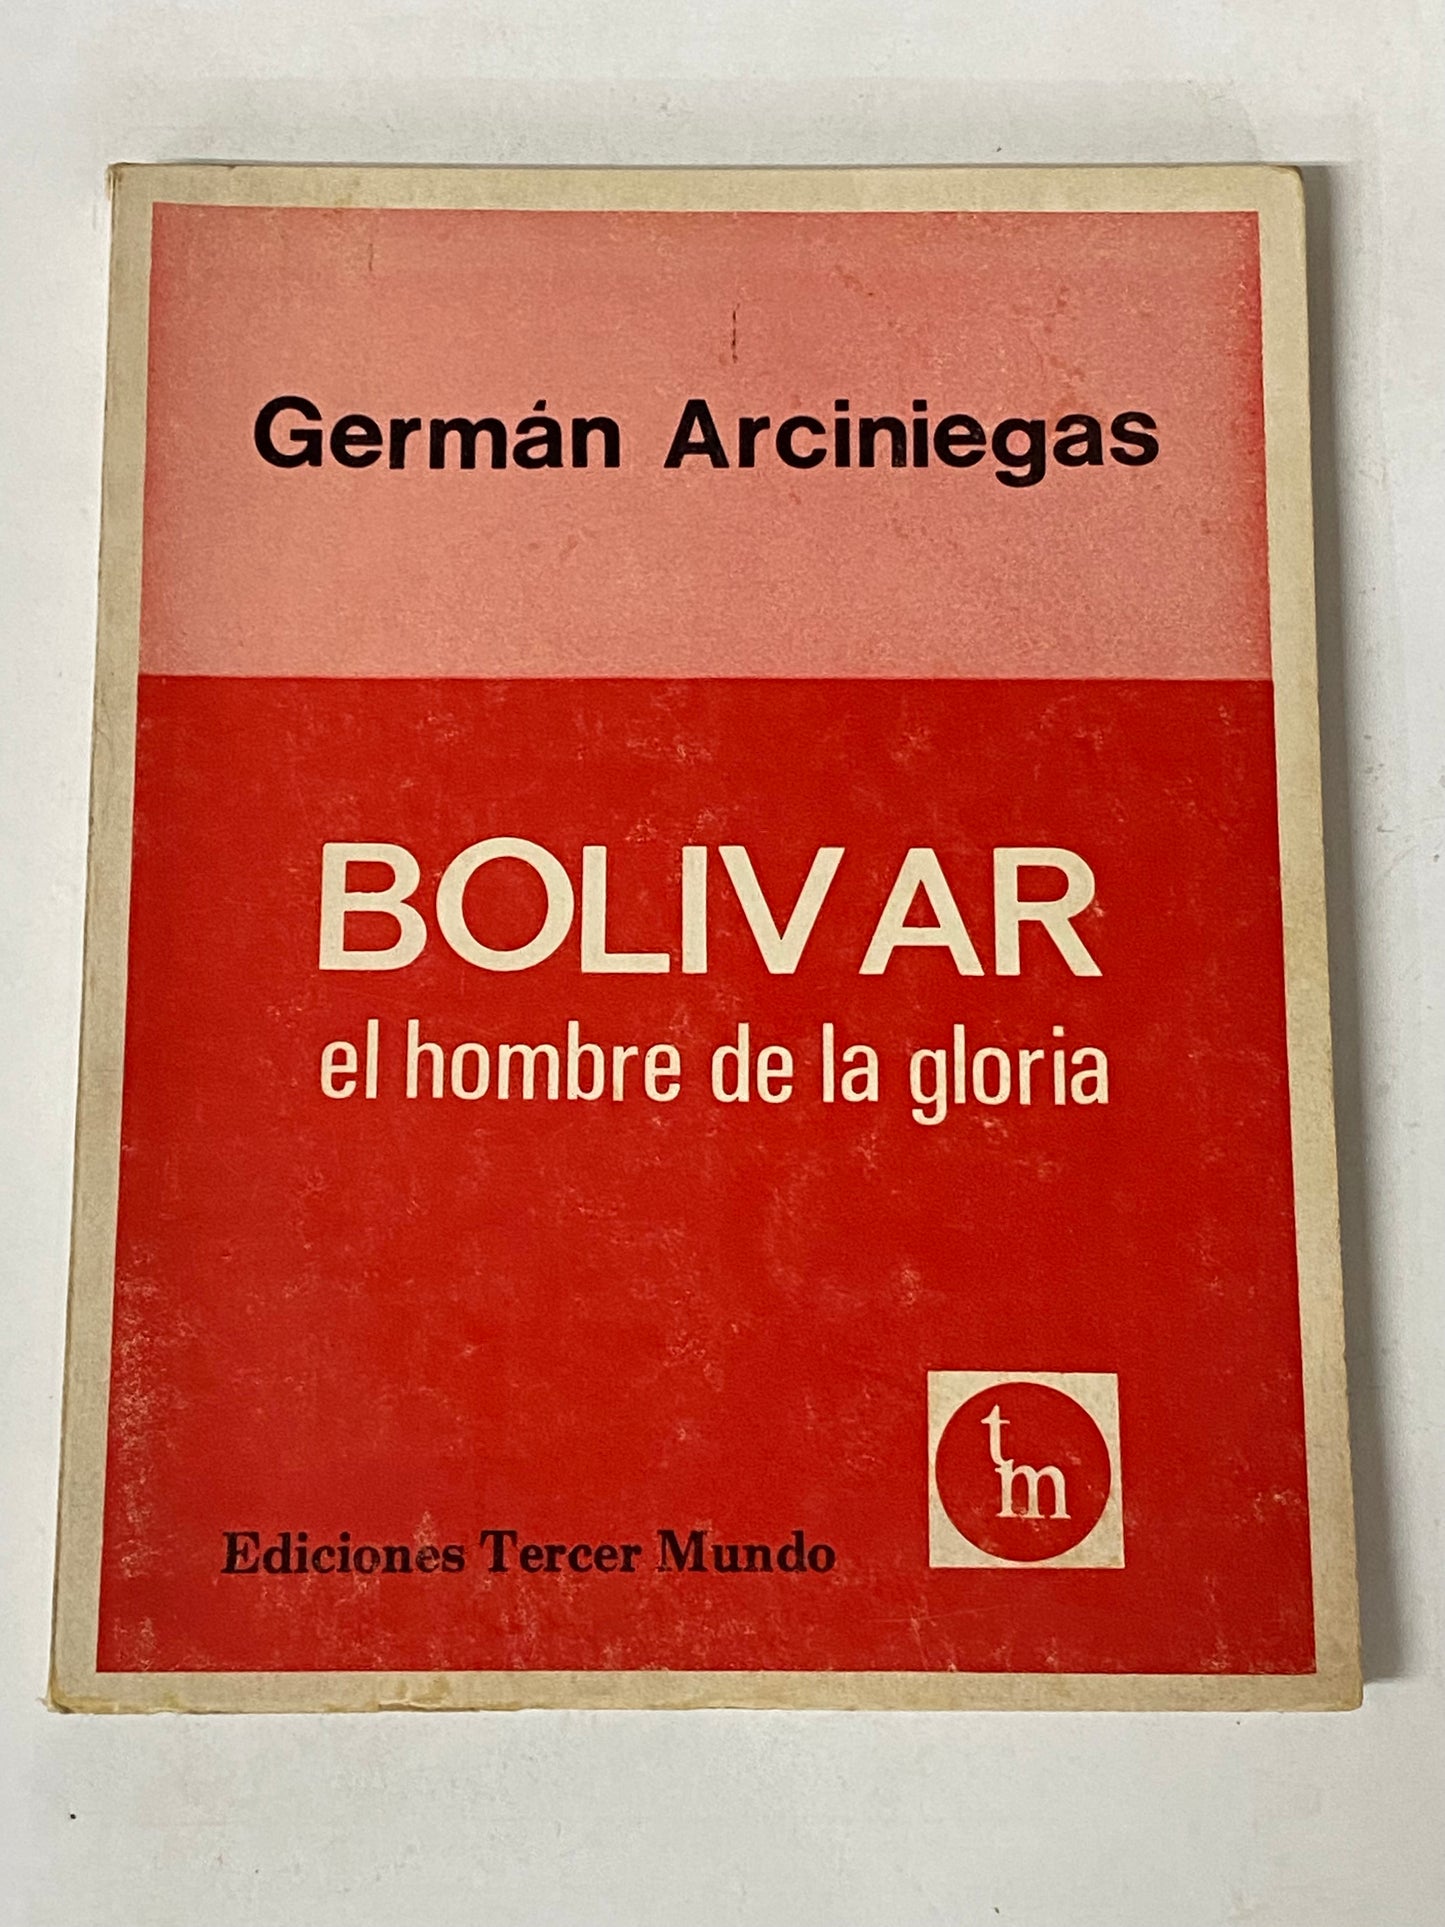 Germán Arciniegas
BOLIVAR
el hombre de la gloria
tm
Ediciones Tercer Mundo